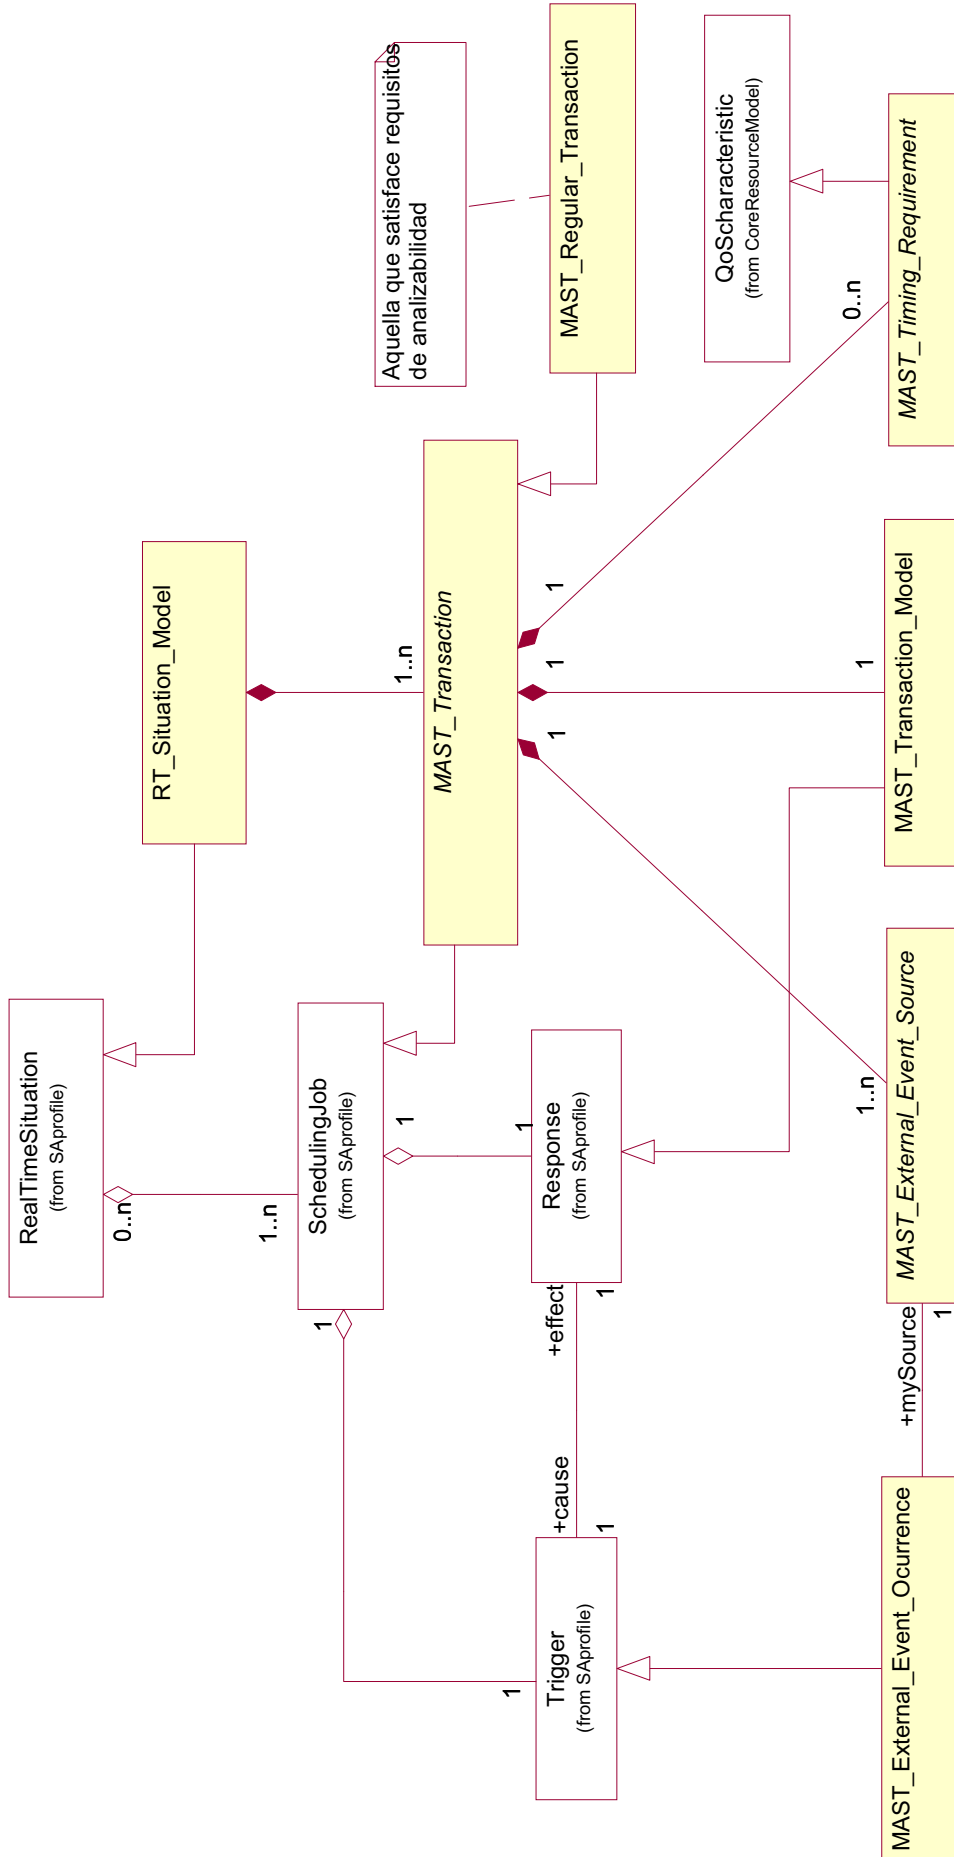 RealTimeSituation
(from SAprofile)
0..n
1..n
RT_Situation_Model
1..n
SchedulingJob
(from SAprofile)
1
1
MAST_Transaction
1
1
1
Aquella que satisface requisitos
de analizabilidad
MAST_Regular_Transaction
1
Trigger
(from SAprofile)
+cause
1
+effect
1
1
Response
(from SAprofile)
QoScharacteristic
(from CoreResourceModel)
0..n
1
1..n
MAST_External_Event_Ocurrence
+mySource
1
MAST_External_Event_Source
MAST_Transaction_Model
MAST_Timing_Requirement